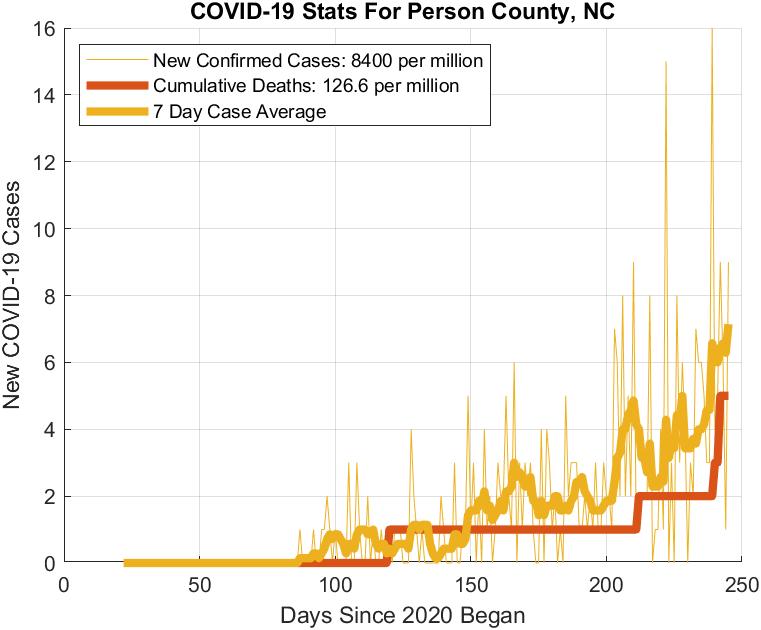 COVID-19 Stats For Person County, NC
New Confirmed Cases: 8400 per million
Cumulative Deaths: 126.6 per million
7 Day Case Average
New COVID-19 Cases
16
14
12
10
8
6
4
2
0
0 50 100 150 200 250
Days Since 2020 Began